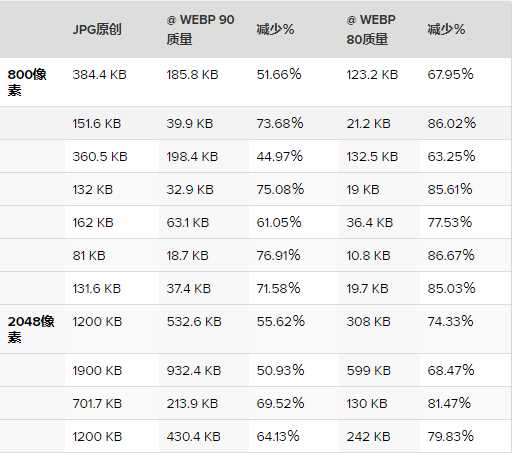 JPG原创 @ WEBP 90质量 减少% @ WEBP 80质量 减少%
800像素 384.4 KB 185.8 KB 51.66% 123.2 KB 67.95%
151.6 KB 39.9 KB 73.68% 21.2 KB 86.02%
360.5 KB 198.4 KB 44.97% 132.5 KB 63.25%
132 KB 32.9 KB 75.08% 19 KB 85.61%
162 KB 63.1 KB 61.05% 36.4 KB 77.53%
81 KB 18.7 KB 76.91% 10.8 KB 86.67%
131.6 KB 37.4 KB 71.58% 19.7 KB 85.03%
2048像素 1200 KB 532.6 KB 55.62% 308 KB 74.33%
1900 KB 932.4 KB 50.93% 599 KB 68.47%
701.7 KB 213.9 KB 69.52% 130 KB 81.47%
1200 KB 430.4 KB 64.13% 242 KB 79.83%